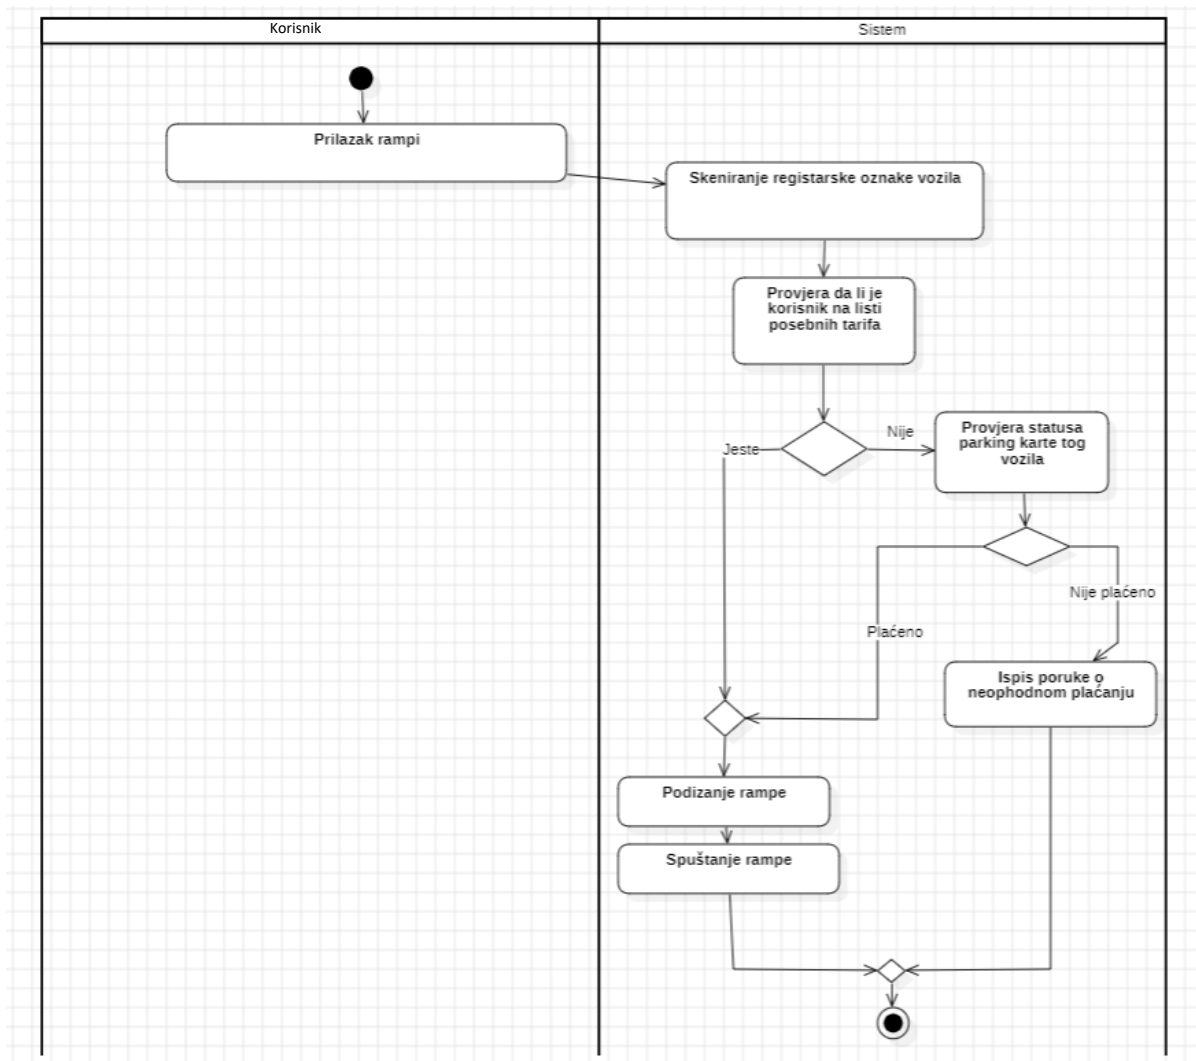 Korisnik
Sistem
Prilazak rampi
Skeniranje registarske oznake vozila
Provjera da li je
korisnik na listi
posebnih tarifa
Jeste
Nije
Provjera statusa
parking karte tog
vozila
Nije plaćeno
Plaćeno
Ispis poruke o
neophodnom plaćanju
Podizanje rampe
Spuštanje rampe